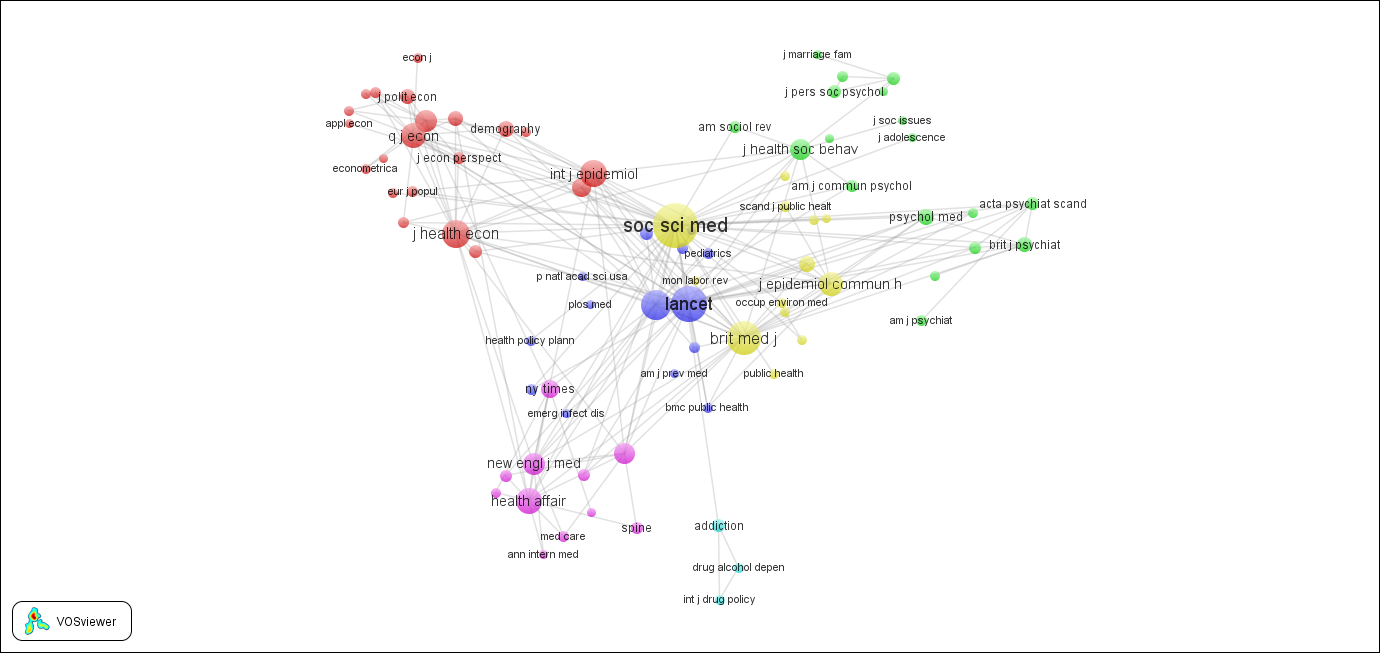 econ j
j marriage fam
j polit econ
j pers soc psychol
appl econ
j soc issues
demography
am sociol rev
q j econ
j adolescence
j health soc behav
j econ perspect
econometrica
int j epidemiol
am j commun psychol
eur j popul
acta psychiat scand
scand j public healt
psychol med
soc sci med
j health econ
brit j psychiat
pediatrics
p natl acad sci usa
mon labor rev
j epidemiol commun h
plos med
lancet
occup environ med
am j psychiat
health policy plann
brit med j
am j prev med
public health
ny times
bmc public health
emerg infect dis
new engl j med
health affair
addiction
spine
med care
ann intern med
drug alcohol depen
int j drug policy
VOSviewer